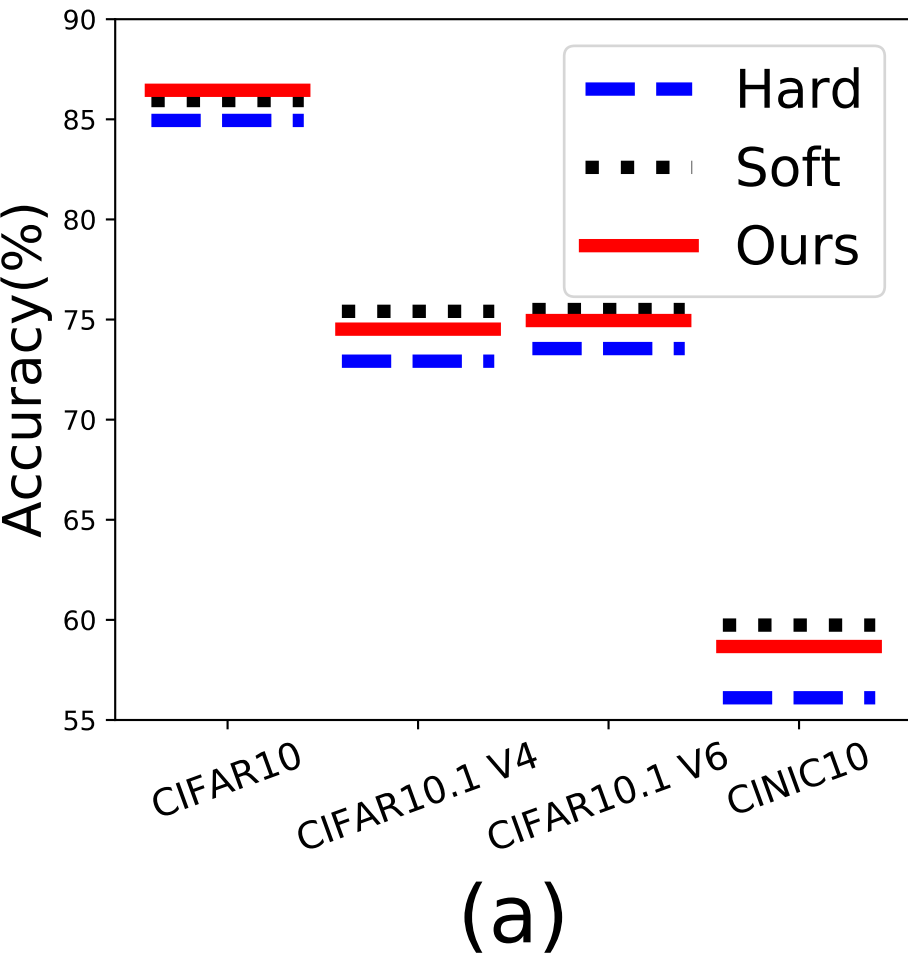 90
85
80
75
70
65
60
55
Accuracy(%)
Hard
Soft
Ours
CIFAR10
CIFAR10.1 V4
CIFAR10.1 V6
CINIC10
(a)